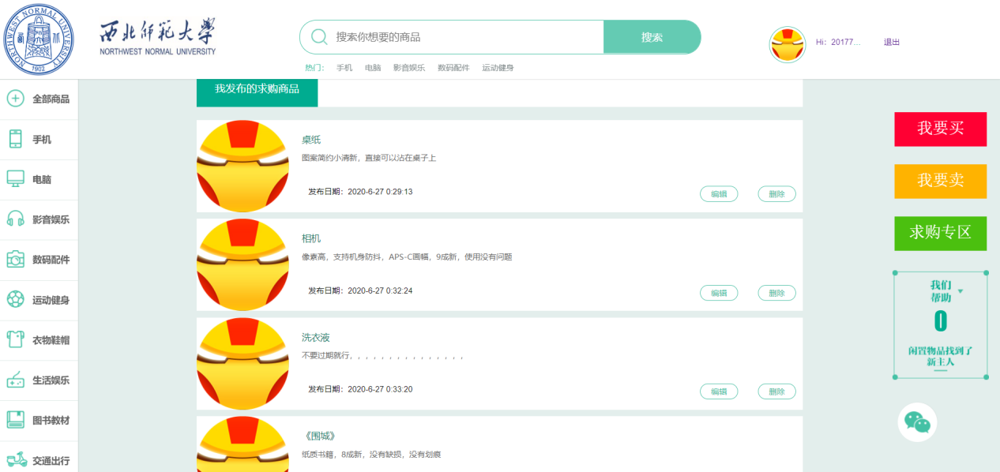 NORTHWEST NORMAL UNIVERSITY
1902
西北师范大学
NORTHWEST NORMAL UNIVERSITY
搜索你想要的商品
搜索
热门: 手机 电脑 影音娱乐 数码配件 运动健身
Hi: 20177...
退出
全部商品
手机
电脑
影音娱乐
数码配件
运动健身
衣物鞋帽
生活娱乐
图书教材
交通出行
我发布的求购商品
桌纸
图案简约小清新，直接可以沾在桌子上
发布日期: 2020-6-27 0:29:13
编辑
删除
相机
像素高，支持机身防抖，APS-C画幅，9成新，使用没有问题
发布日期: 2020-6-27 0:32:24
编辑
删除
洗衣液
不要过期就行，，，，，，，，，，，，，，，
发布日期: 2020-6-27 0:33:20
编辑
删除
《围城》
纸质书籍，8成新，没有缺损，没有划痕
我要买
我要卖
求购专区
我们
帮助
0
闲置物品找到了
新主人